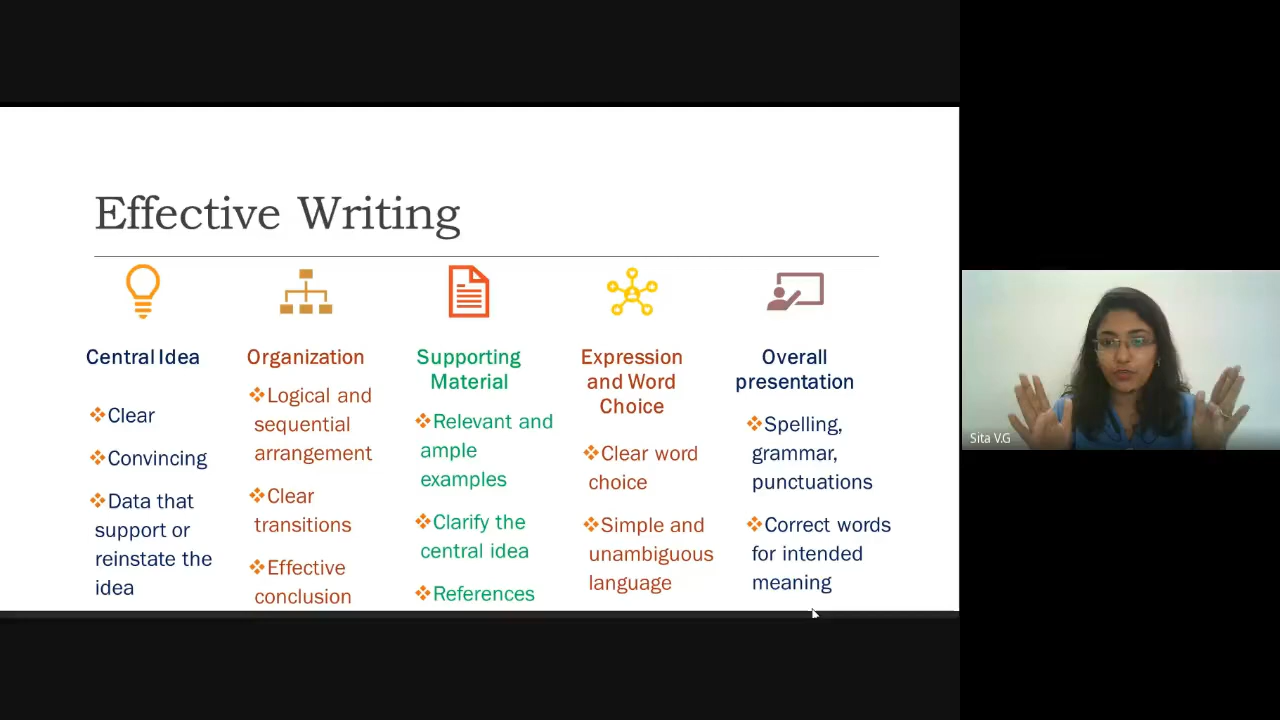 Effective Writing
Central Idea
Clear
Convincing
Data that
support or
reinstate the
idea
Organization
Logical and
sequential
arrangement
Clear
transitions
Effective
conclusion
Supporting
Material
Relevant and
ample
examples
Clarify the
central idea
References
Expression
and Word
Choice
Clear word
choice
Simple and
unambiguous
language
Overall
presentation
Spelling,
grammar,
punctuations
Correct words
for intended
meaning
Sita V.G